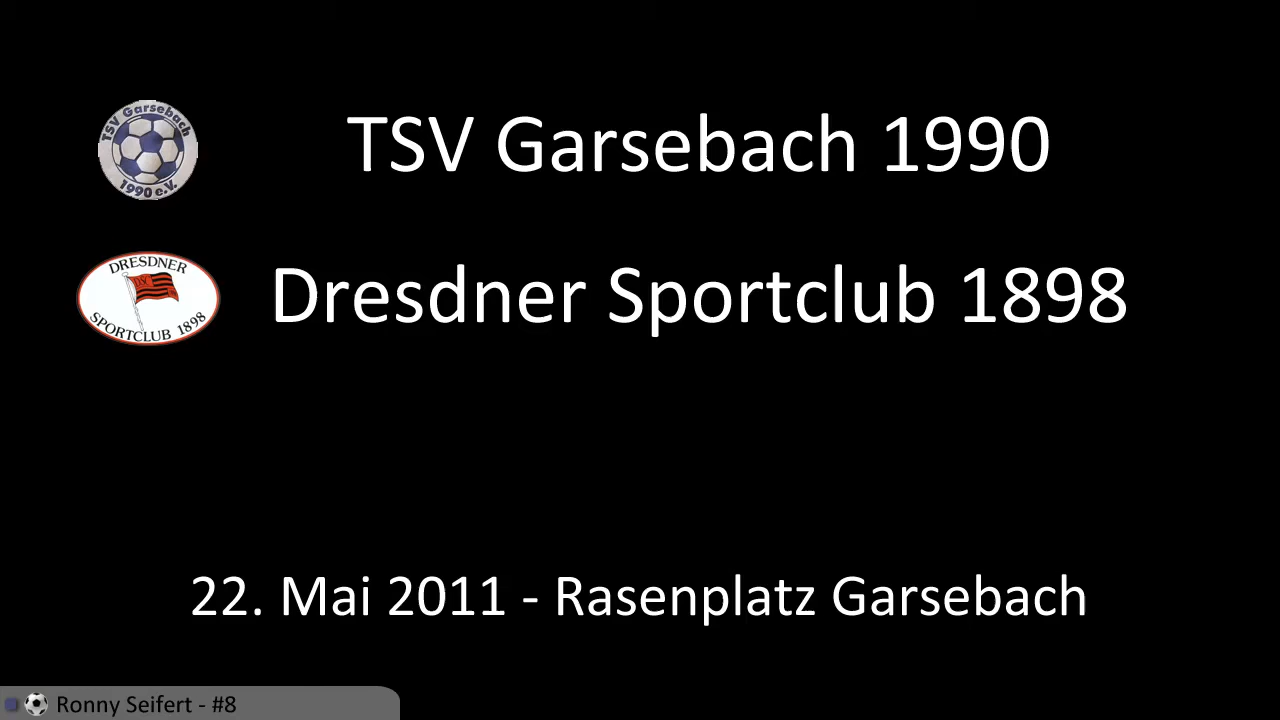 TSV Garsebach
1990 e.V.
TSV Garsebach 1990
DRESDNER
DSC
SPORTCLUB 1898
Dresdner Sportclub 1898
22. Mai 2011 - Rasenplatz Garsebach
Ronny Seifert - #8